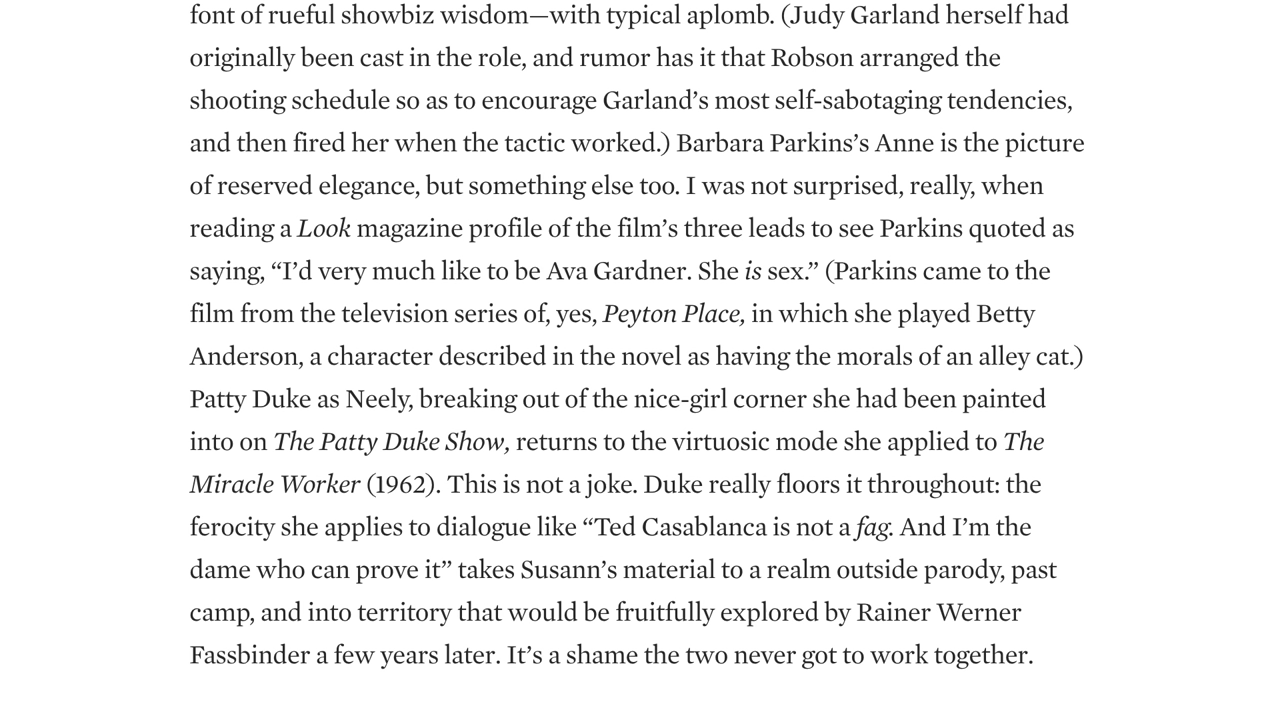 font of rueful showbiz wisdom—with typical aplomb. (Judy Garland herself had
originally been cast in the role, and rumor has it that Robson arranged the
shooting schedule so as to encourage Garland’s most self-sabotaging tendencies,
and then fired her when the tactic worked.) Barbara Parkins’s Anne is the picture
of reserved elegance, but something else too. I was not surprised, really, when
reading a Look magazine profile of the film’s three leads to see Parkins quoted as
saying, “I’d very much like to be Ava Gardner. She is sex.” (Parkins came to the
film from the television series of, yes, Peyton Place, in which she played Betty
Anderson, a character described in the novel as having the morals of an alley cat.)
Patty Duke as Neely, breaking out of the nice-girl corner she had been painted
into on The Patty Duke Show, returns to the virtuosic mode she applied to The
Miracle Worker (1962). This is not a joke. Duke really floors it throughout: the
ferocity she applies to dialogue like “Ted Casablanca is not a fag. And I’m the
dame who can prove it” takes Susann’s material to a realm outside parody, past
camp, and into territory that would be fruitfully explored by Rainer Werner
Fassbinder a few years later. It’s a shame the two never got to work together.